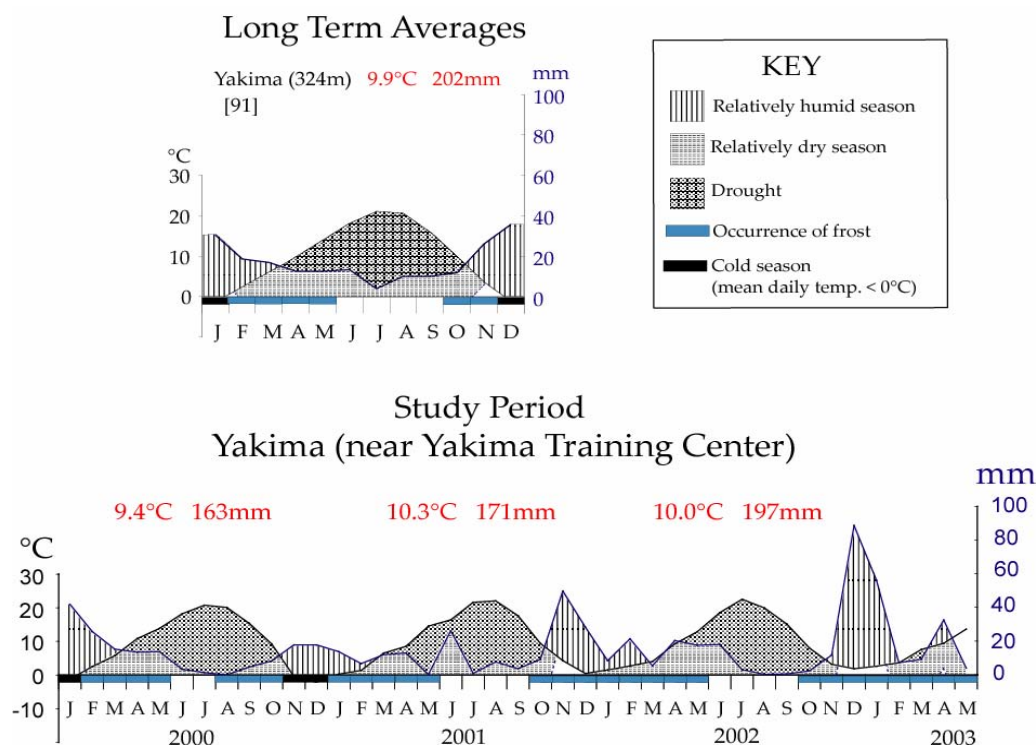 Long Term Averages
Yakima (324m) 9.9°C 202mm
[91]
mm
100
80
60
40
20
0
°C
30
20
10
0
J F M A M J J A S O N D
KEY
Relatively humid season
Relatively dry season
Drought
Occurrence of frost
Cold season
(mean daily temp. < 0°C)
Study Period
Yakima (near Yakima Training Center)
9.4°C 163mm 10.3°C 171mm 10.0°C 197mm
mm
100
80
60
40
20
0
°C
30
20
10
0
-10
J F M A M J J A S O N D J F M A M J J A S O N D J F M A M J J A S O N D J F M A M
2000 2001 2002 2003